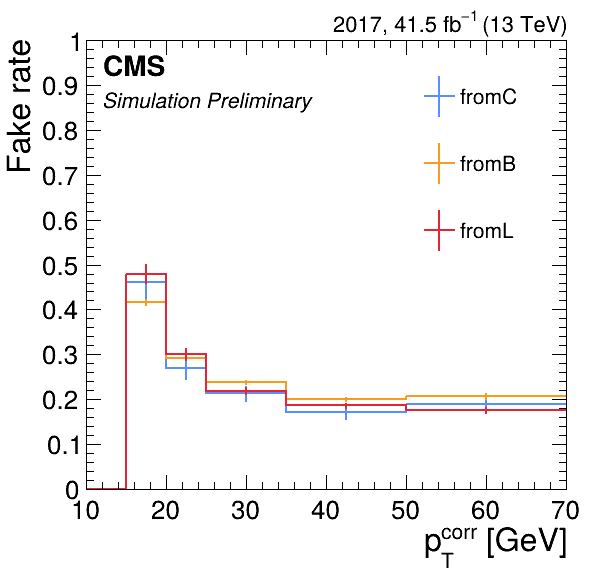 2017, 41.5 fb⁻¹ (13 TeV)
CMS
Simulation Preliminary
fromC
fromB
fromL
Fake rate
1
0.9
0.8
0.7
0.6
0.5
0.4
0.3
0.2
0.1
0
10 20 30 40 50 60 70
p_T^corr [GeV]